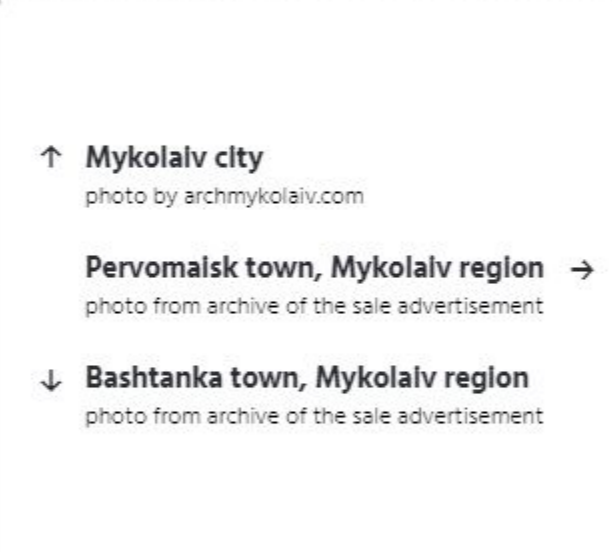 ↑ Mykolaiv city
photo by archmykolaiv.com
Pervomaisk town, Mykolaiv region →
photo from archive of the sale advertisement
↓ Bashtanka town, Mykolaiv region
photo from archive of the sale advertisement